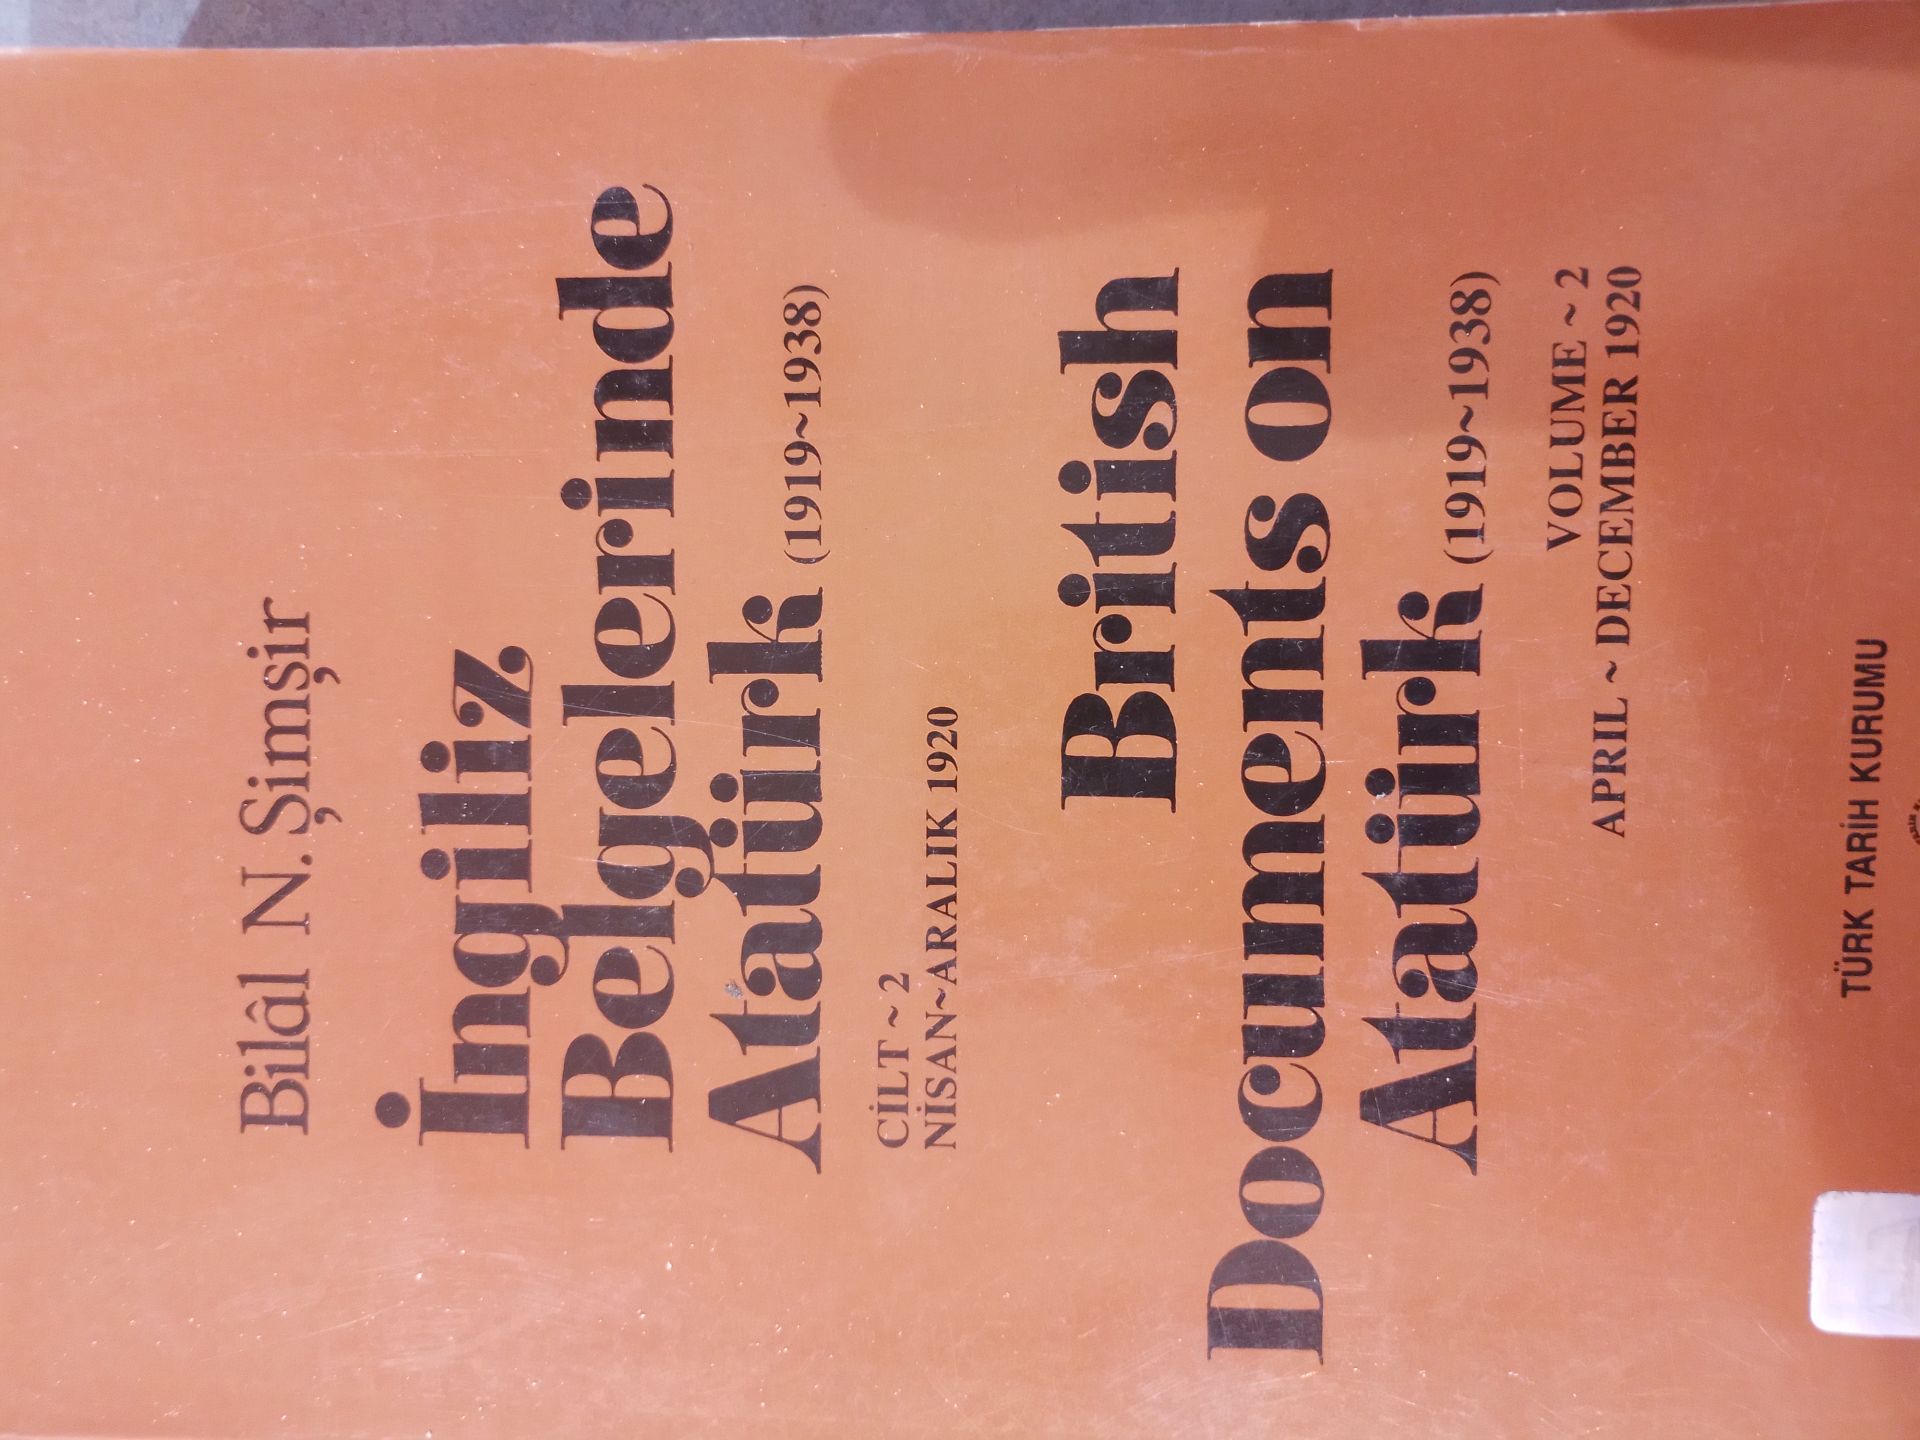 Bilâl N. Şimşir
İngiliz
Belgelerinde
Atatürk (1919~1938)
CİLT ~ 2
NİSAN~ARALIK 1920
British
Documents on
Atatürk (1919~1938)
VOLUME ~ 2
APRIL ~ DECEMBER 1920
TÜRK TARİH KURUMU